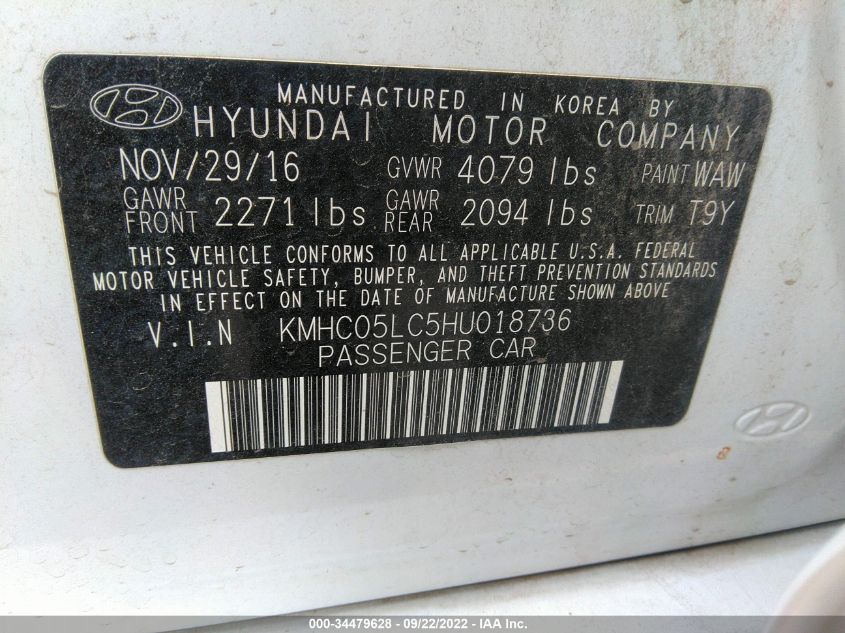 MANUFACTURED IN KOREA BY
HYUNDAI MOTOR COMPANY
NOV/29/16 GVWR 4079 lbs PAINT WAW
GAWR FRONT 2271 lbs GAWR REAR 2094 lbs TRIM T9Y
THIS VEHICLE CONFORMS TO ALL APPLICABLE U.S.A. FEDERAL
MOTOR VEHICLE SAFETY, BUMPER, AND THEFT PREVENTION STANDARDS
IN EFFECT ON THE DATE OF MANUFACTURE SHOWN ABOVE
V.I.N KMHC05LC5HU018736
PASSENGER CAR
000-34479628 - 09/22/2022 - IAA Inc.